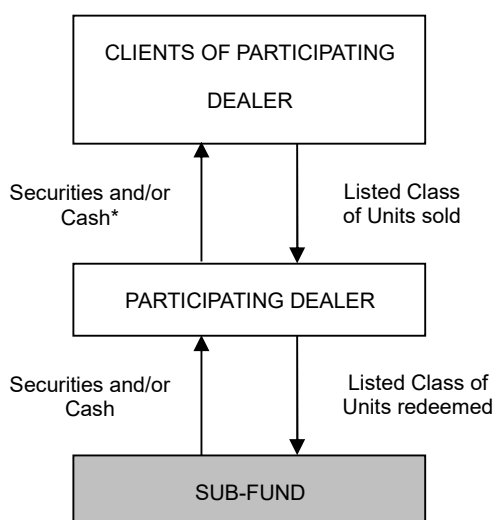 CLIENTS OF PARTICIPATING
DEALER
Securities and/or
Cash*
Listed Class
of Units sold
PARTICIPATING DEALER
Securities and/or
Cash
Listed Class of
Units redeemed
SUB-FUND